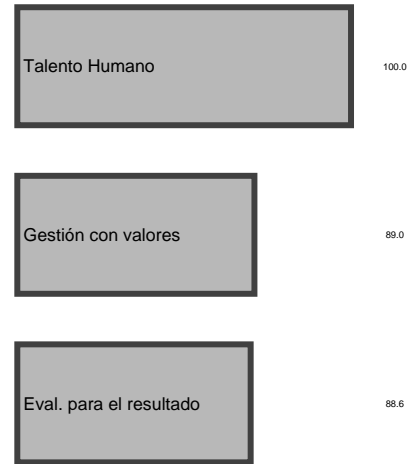 Talento Humano 100.0
Gestión con valores 89.0
Eval. para el resultado 88.6